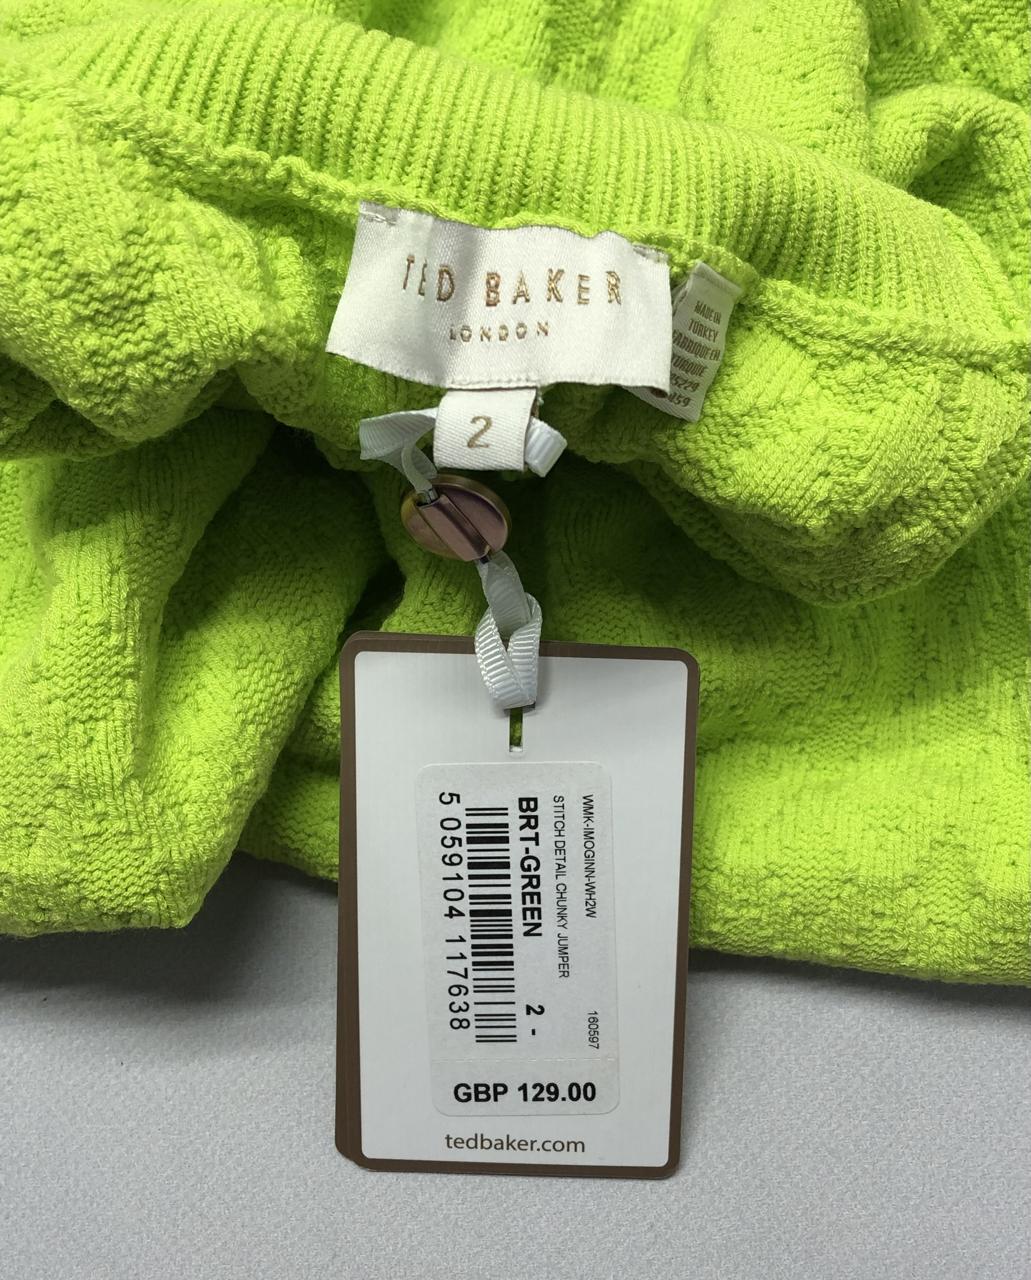 TED BAKER
LONDON
2
MADE IN
TURKEY
FABRIQUE EN
TURQUIE
WMK-IMOGINN-WH2W
160597
STITCH DETAIL CHUNKY JUMPER
BRT-GREEN 2 -
5 059104 117638
GBP 129.00
tedbaker.com